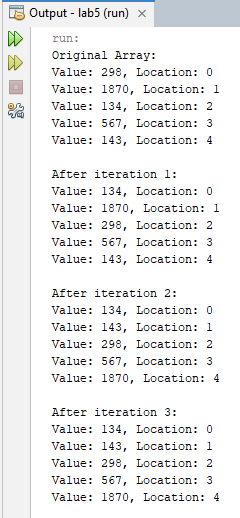 Output - lab5 (run)
run:
Original Array:
Value: 298, Location: 0
Value: 1870, Location: 1
Value: 134, Location: 2
Value: 567, Location: 3
Value: 143, Location: 4
After iteration 1:
Value: 134, Location: 0
Value: 1870, Location: 1
Value: 298, Location: 2
Value: 567, Location: 3
Value: 143, Location: 4
After iteration 2:
Value: 134, Location: 0
Value: 143, Location: 1
Value: 298, Location: 2
Value: 567, Location: 3
Value: 1870, Location: 4
After iteration 3:
Value: 134, Location: 0
Value: 143, Location: 1
Value: 298, Location: 2
Value: 567, Location: 3
Value: 1870, Location: 4